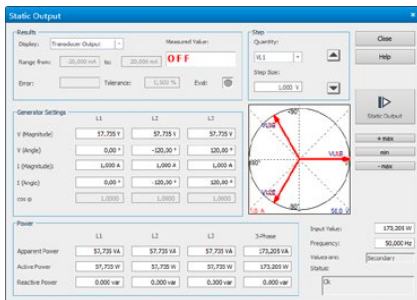 Static Output
Results
Display: Transducer Output Measured Value:
Range from: 20,000 mA to: 20,000 mA OFF
Error: Tolerance: 0,500 % Eval:
Step
Quantity:
VL1
Step Size:
1,000 V
Close
Help
Static Output
+ max
min
- max
Generator Settings
L1 L2 L3
V (Magnitude) 57,735 V 57,735 V 57,735 V
V (Angle) 0,00 ° -120,00 ° 120,00 °
I (Magnitude): 1,000 A 1,000 A 1,000 A
I (Angle) 0,00 ° -120,00 ° 120,00 °
cos φ 1,0000 1,0000 1,0000
+90°
-90°
Power
L1 L2 L3 3-Phase
Apparent Power 57,735 VA 57,735 VA 57,735 VA 173,205 VA
Active Power 57,735 W 57,735 W 57,735 W 173,205 W
Reactive Power 0,000 var 0,000 var 0,000 var 0,000 var
Input Value: 173,205 W
Frequency: 50,000 Hz
Values are: Secondary
Status:
Ok